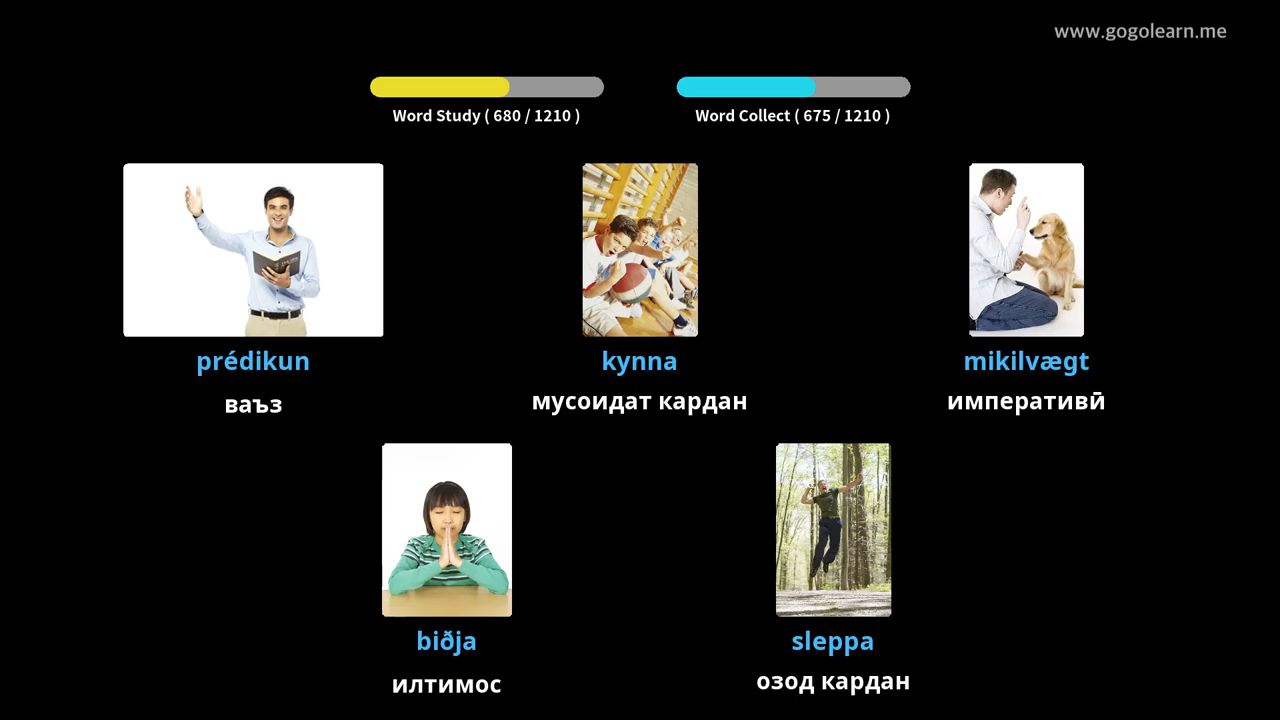 www.gogolearn.me
Word Study ( 680 / 1210 )
Word Collect ( 675 / 1210 )
prédikun
ваъз
kynna
мусоидат кардан
mikilvægt
императивӣ
biðja
илтимос
sleppa
озод кардан